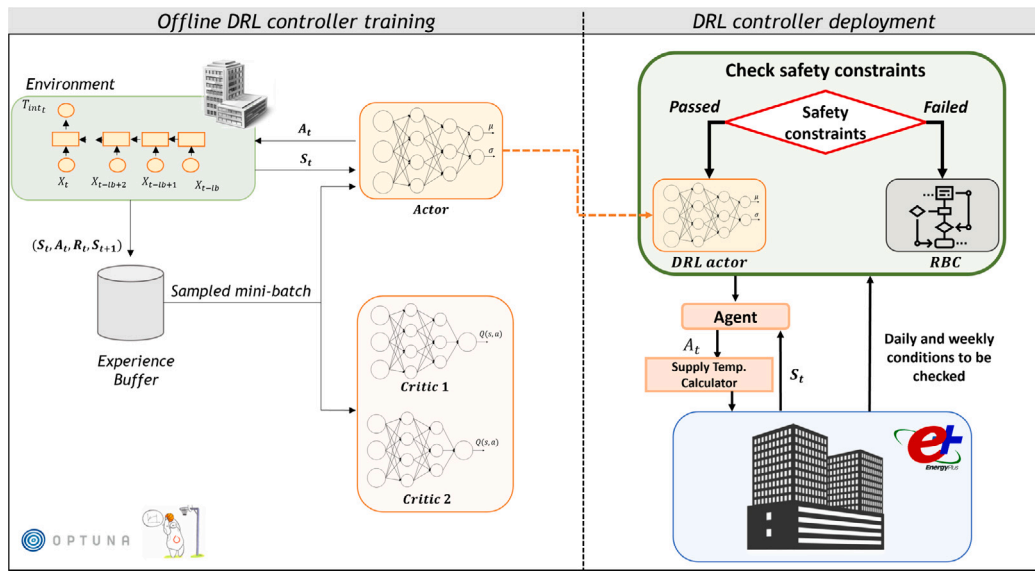 Offline DRL controller training
DRL controller deployment
Environment
T_int_t
X_t
X_t−lb+2
X_t−lb+1
X_t−lb
A_t
S_t
μ
σ
Actor
(S_t, A_t, R_t, S_t+1)
Sampled mini-batch
Experience
Buffer
Q(s, a)
Critic 1
Q(s, a)
Critic 2
OPTUNA
Check safety constraints
Passed
Failed
Safety
constraints
μ
σ
DRL actor
RBC
Agent
A_t
Supply Temp.
Calculator
S_t
Daily and weekly
conditions to be
checked
e+
EnergyPlus